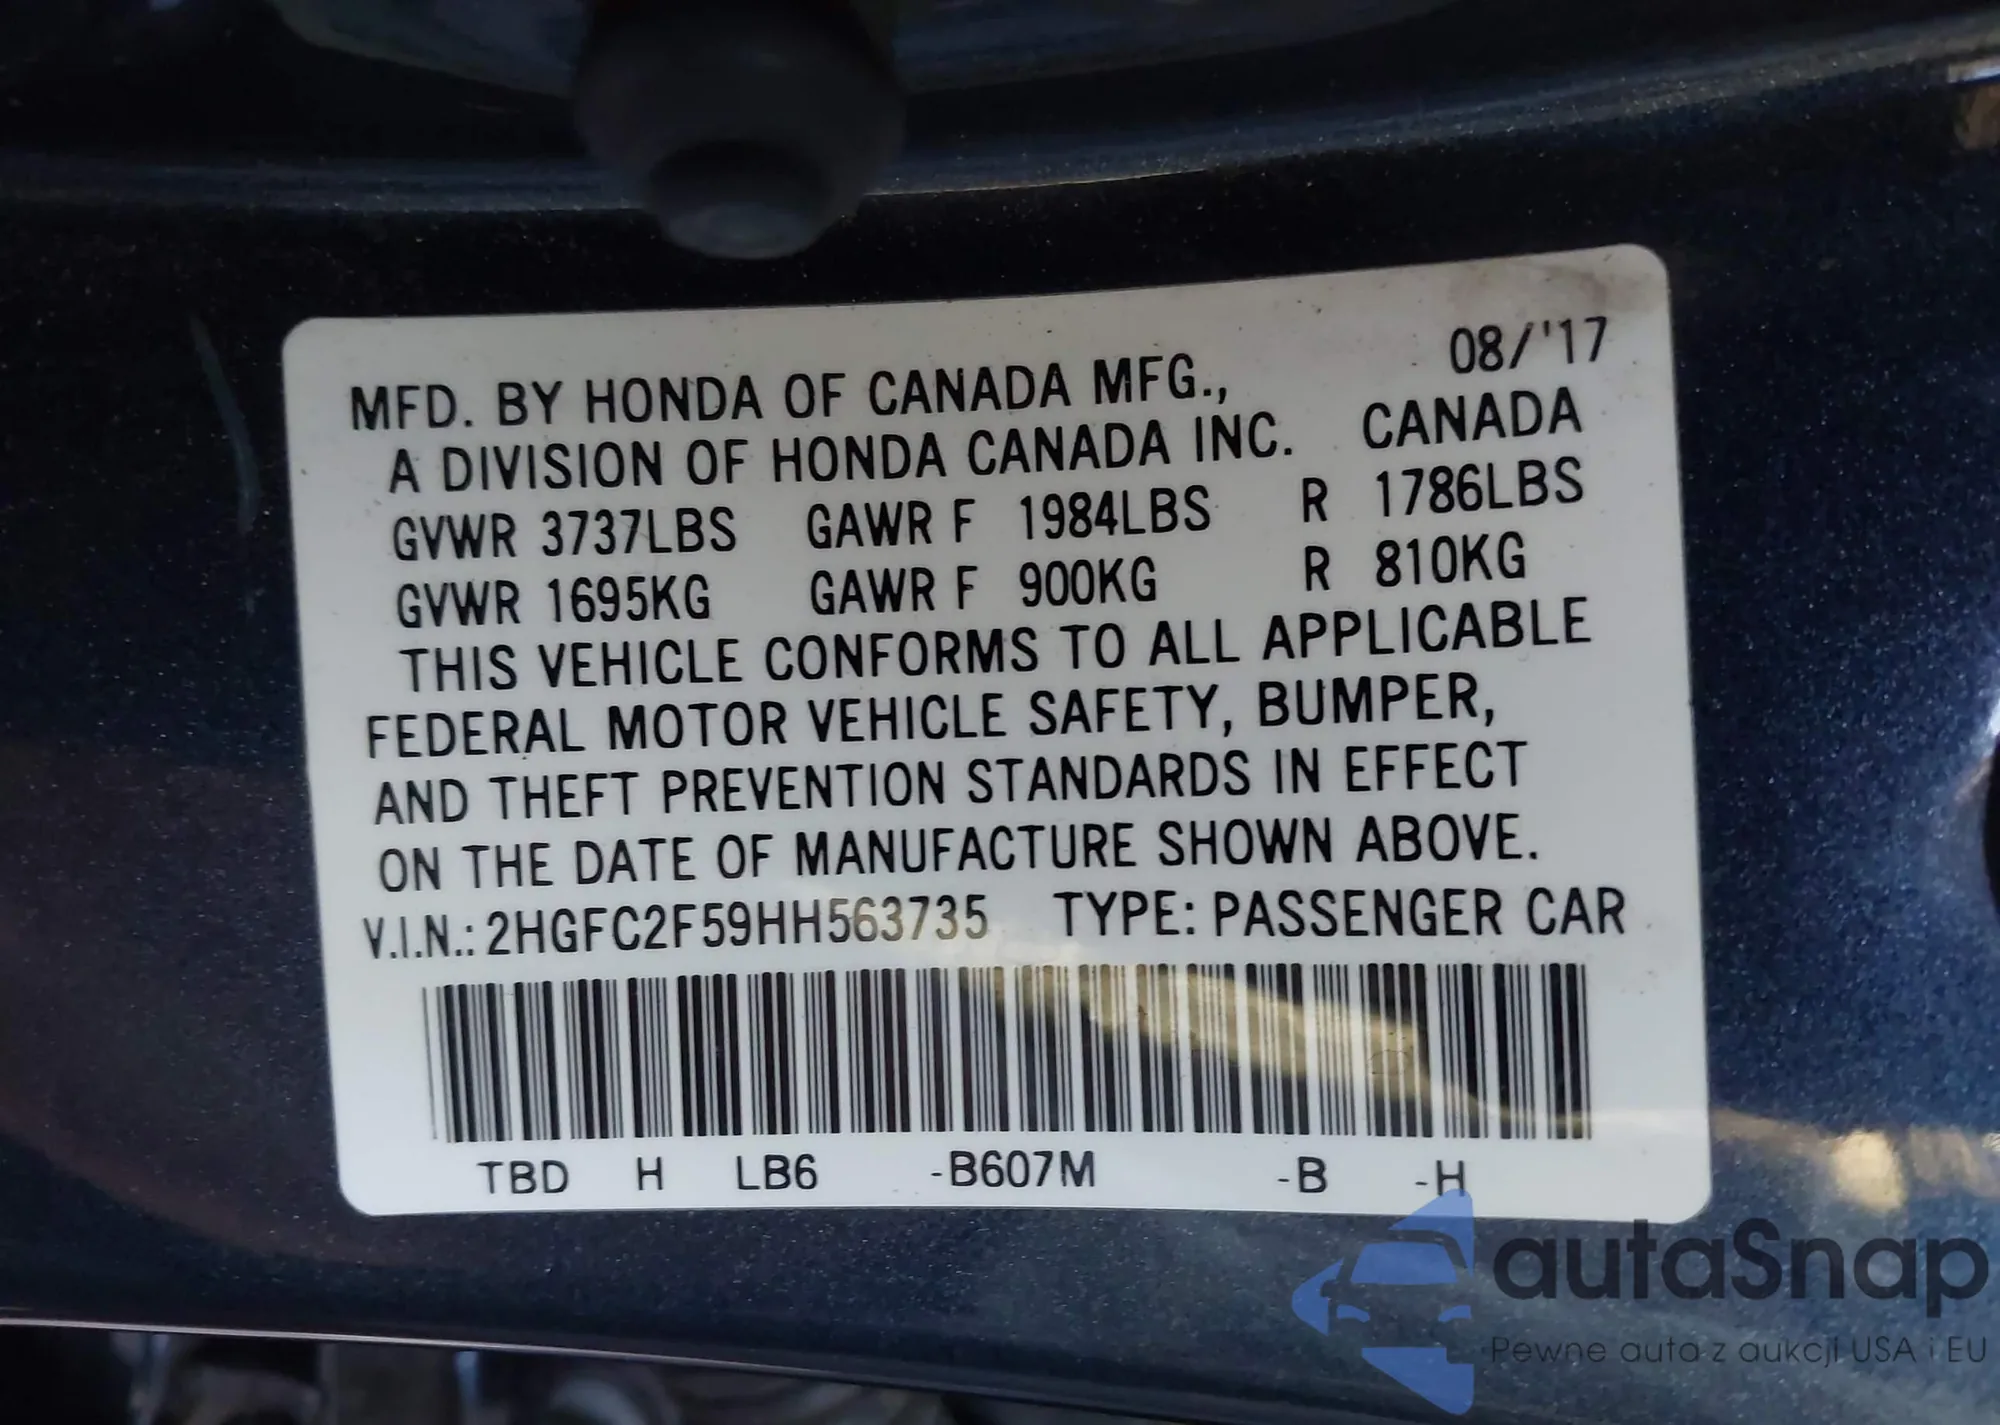 08/'17
MFD. BY HONDA OF CANADA MFG.,
A DIVISION OF HONDA CANADA INC. CANADA
GVWR 3737LBS GAWR F 1984LBS R 1786LBS
GVWR 1695KG GAWR F 900KG R 810KG
THIS VEHICLE CONFORMS TO ALL APPLICABLE
FEDERAL MOTOR VEHICLE SAFETY, BUMPER,
AND THEFT PREVENTION STANDARDS IN EFFECT
ON THE DATE OF MANUFACTURE SHOWN ABOVE.
V.I.N.: 2HGFC2F59HH563735 TYPE: PASSENGER CAR
TBD H LB6 -B607M -B -H
autaSnap
Pewne auta z aukcji USA i EU